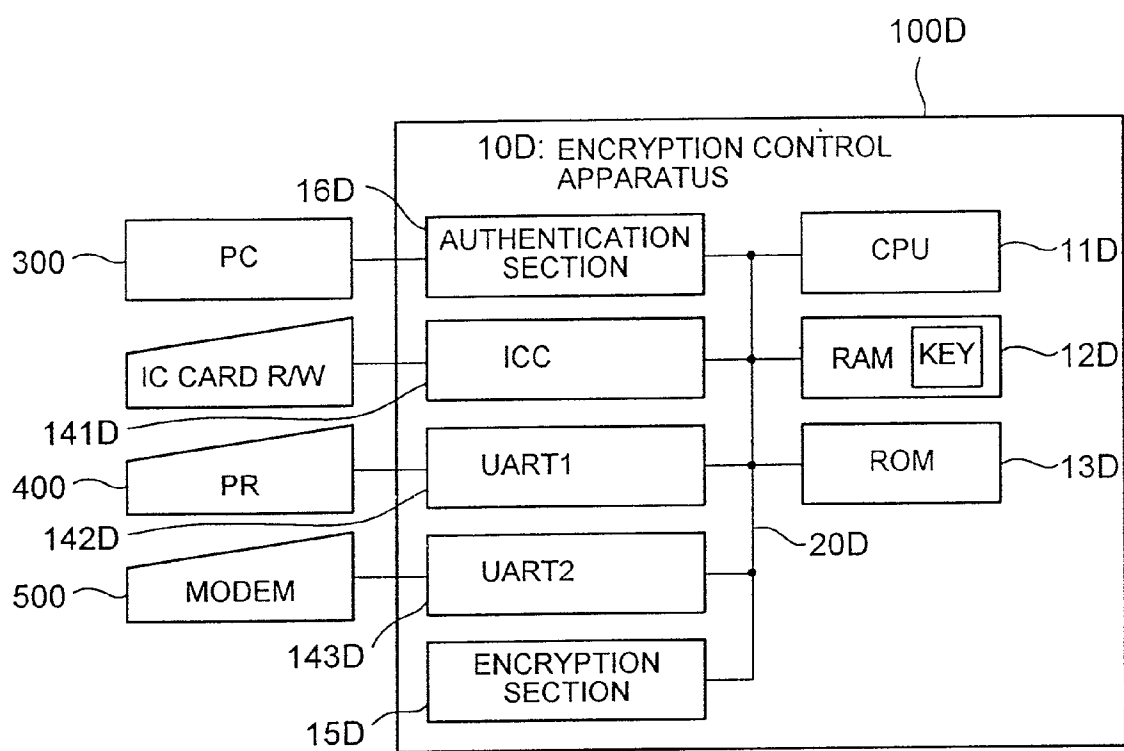 100D
10D: ENCRYPTION CONTROL
APPARATUS
16D
300
PC
AUTHENTICATION
SECTION
CPU
11D
IC CARD R/W
ICC
RAM
KEY
12D
141D
400
PR
UART1
ROM
13D
142D
20D
500
MODEM
UART2
143D
ENCRYPTION
SECTION
15D